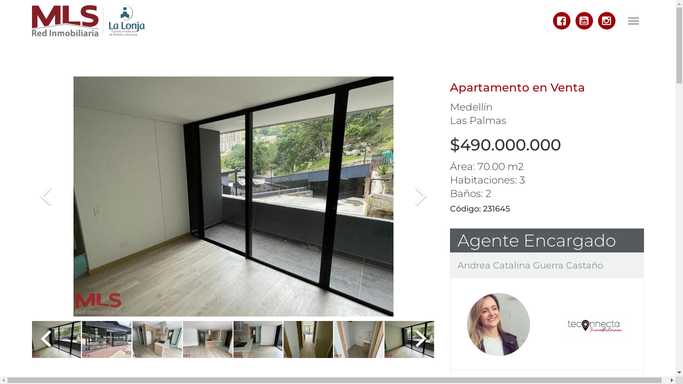 MLS
Red Inmobiliaria
La Lonja
Apartamento en Venta
Medellín
Las Palmas
$490.000.000
Área: 70.00 m2
Habitaciones: 3
Baños: 2
Código: 231645
MLS
Agente Encargado
Andrea Catalina Guerra Castaño
teconnecta
Inmobiliaria